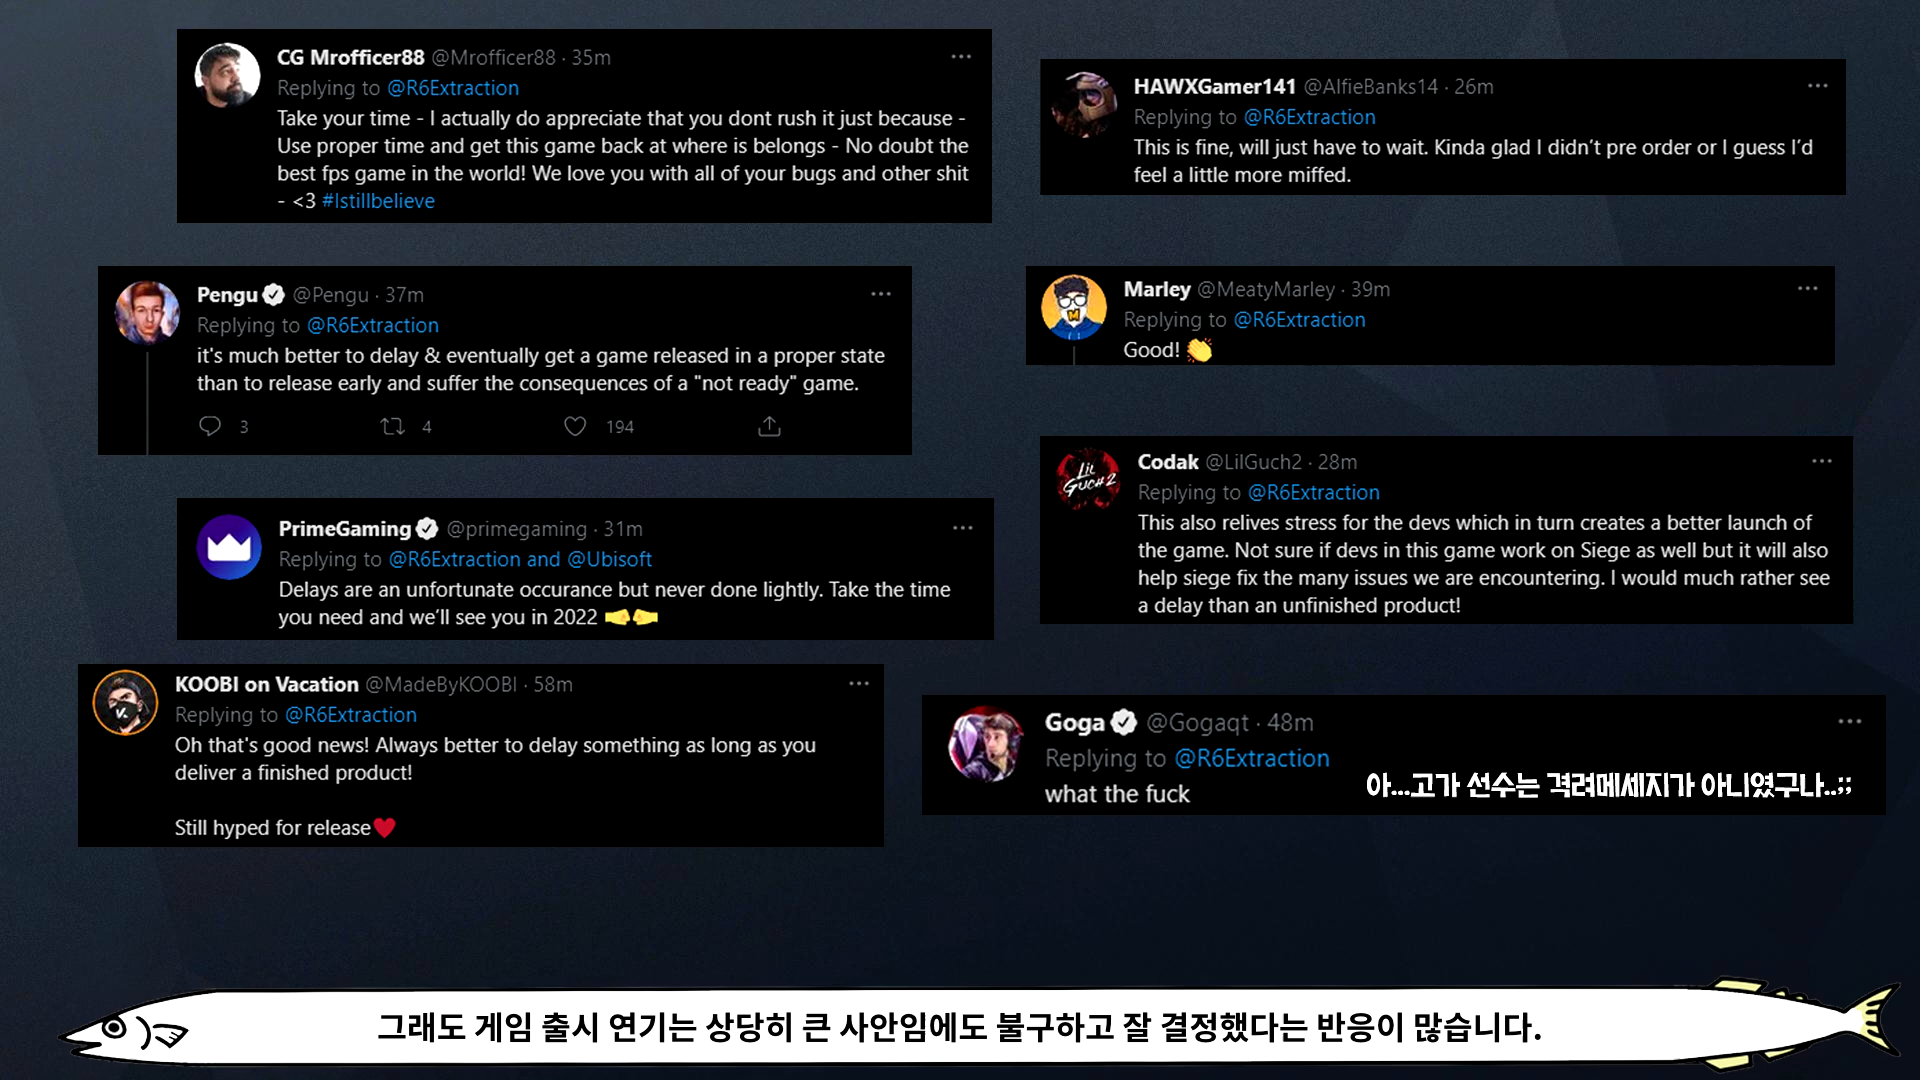 CG Mrofficer88 @Mrofficer88 · 35m
Replying to @R6Extraction
Take your time - I actually do appreciate that you dont rush it just because -
Use proper time and get this game back at where is belongs - No doubt the
best fps game in the world! We love you with all of your bugs and other shit
- <3 #Istillbelieve
HAWXGamer141 @AlfieBanks14 · 26m
Replying to @R6Extraction
This is fine, will just have to wait. Kinda glad I didn’t pre order or I guess I’d
feel a little more miffed.
Pengu @Pengu · 37m
Replying to @R6Extraction
it's much better to delay & eventually get a game released in a proper state
than to release early and suffer the consequences of a "not ready" game.
3 4 194
Marley @MeatyMarley · 39m
Replying to @R6Extraction
Good! 👏
M
Lil
Guch2
Codak @LilGuch2 · 28m
Replying to @R6Extraction
This also relives stress for the devs which in turn creates a better launch of
the game. Not sure if devs in this game work on Siege as well but it will also
help siege fix the many issues we are encountering. I would much rather see
a delay than an unfinished product!
PrimeGaming @primegaming · 31m
Replying to @R6Extraction and @Ubisoft
Delays are an unfortunate occurance but never done lightly. Take the time
you need and we’ll see you in 2022 🤜🤛
KOOBI on Vacation @MadeByKOOBI · 58m
Replying to @R6Extraction
Oh that's good news! Always better to delay something as long as you
deliver a finished product!
Still hyped for release♥
V.
Goga @Gogaqt · 48m
Replying to @R6Extraction
what the fuck
아...고가 선수는 격려메세지가 아니였구나..;;
그래도 게임 출시 연기는 상당히 큰 사안임에도 불구하고 잘 결정했다는 반응이 많습니다.